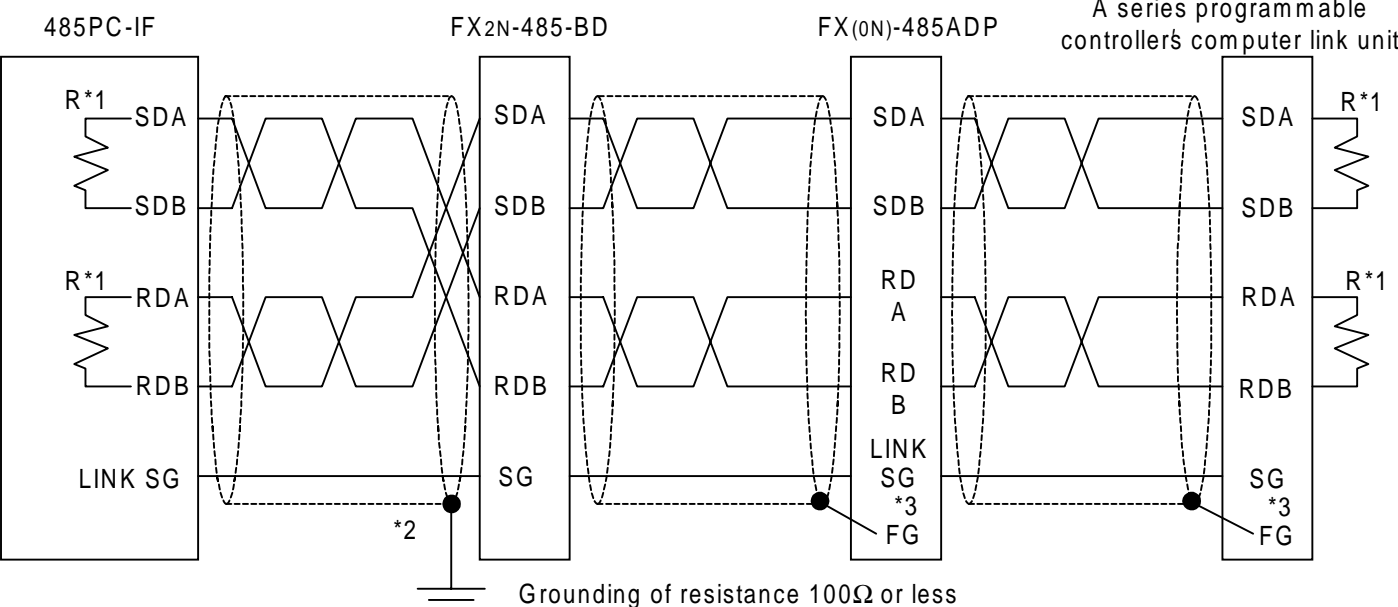 A series programmable
485PC-IF FX2N-485-BD FX(0N)-485ADP controller's computer link unit
R*1 SDA SDA SDA SDA R*1
SDB SDB SDB SDB
R*1 RDA RDA RD A RDA R*1
RDB RDB RD B RDB
LINK SG SG LINK SG SG
*3 *3
*2 FG FG
Grounding of resistance 100Ω or less